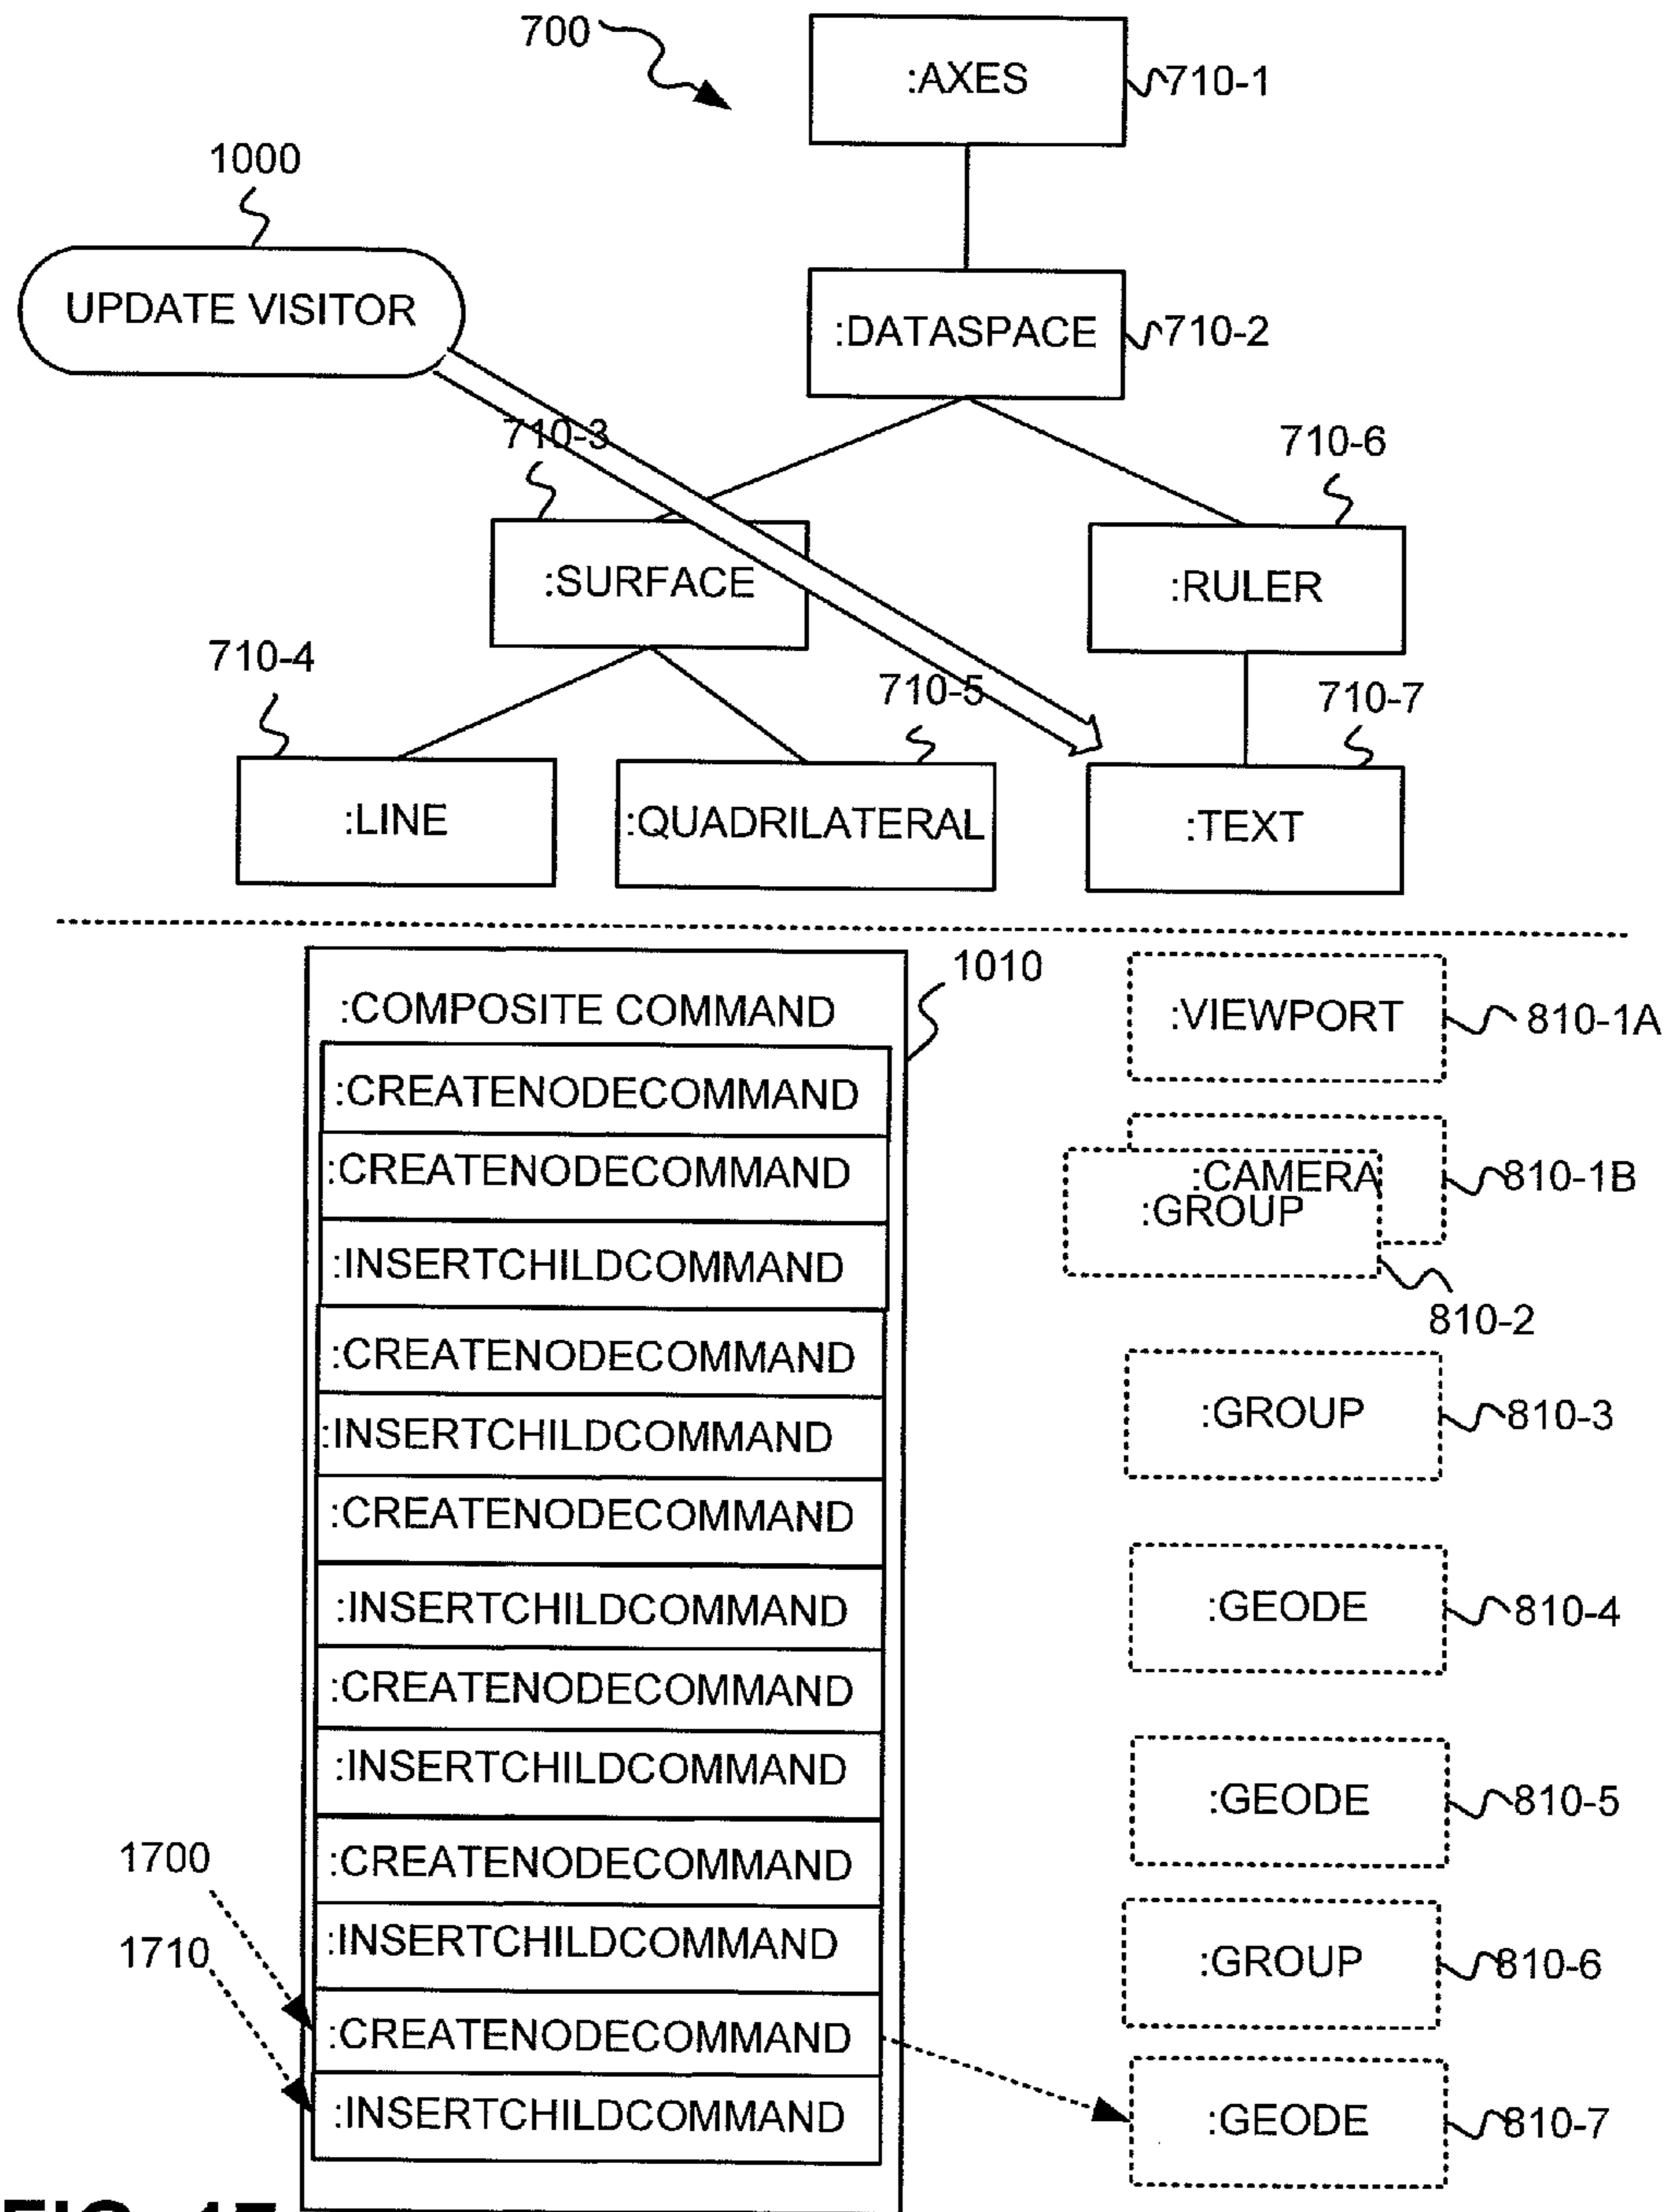 700
:AXES
710-1
1000
UPDATE VISITOR
:DATASPACE
710-2
710-3
710-6
:SURFACE
:RULER
710-4
710-5
710-7
:LINE
:QUADRILATERAL
:TEXT
:COMPOSITE COMMAND
1010
:VIEWPORT
810-1A
:CREATENODECOMMAND
:CREATENODECOMMAND
:CAMERA
810-1B
:GROUP
:INSERTCHILDCOMMAND
810-2
:CREATENODECOMMAND
:GROUP
810-3
:INSERTCHILDCOMMAND
:CREATENODECOMMAND
:INSERTCHILDCOMMAND
:GEODE
810-4
:CREATENODECOMMAND
:INSERTCHILDCOMMAND
:GEODE
810-5
1700
:CREATENODECOMMAND
1710
:INSERTCHILDCOMMAND
:GROUP
810-6
:CREATENODECOMMAND
:INSERTCHILDCOMMAND
:GEODE
810-7